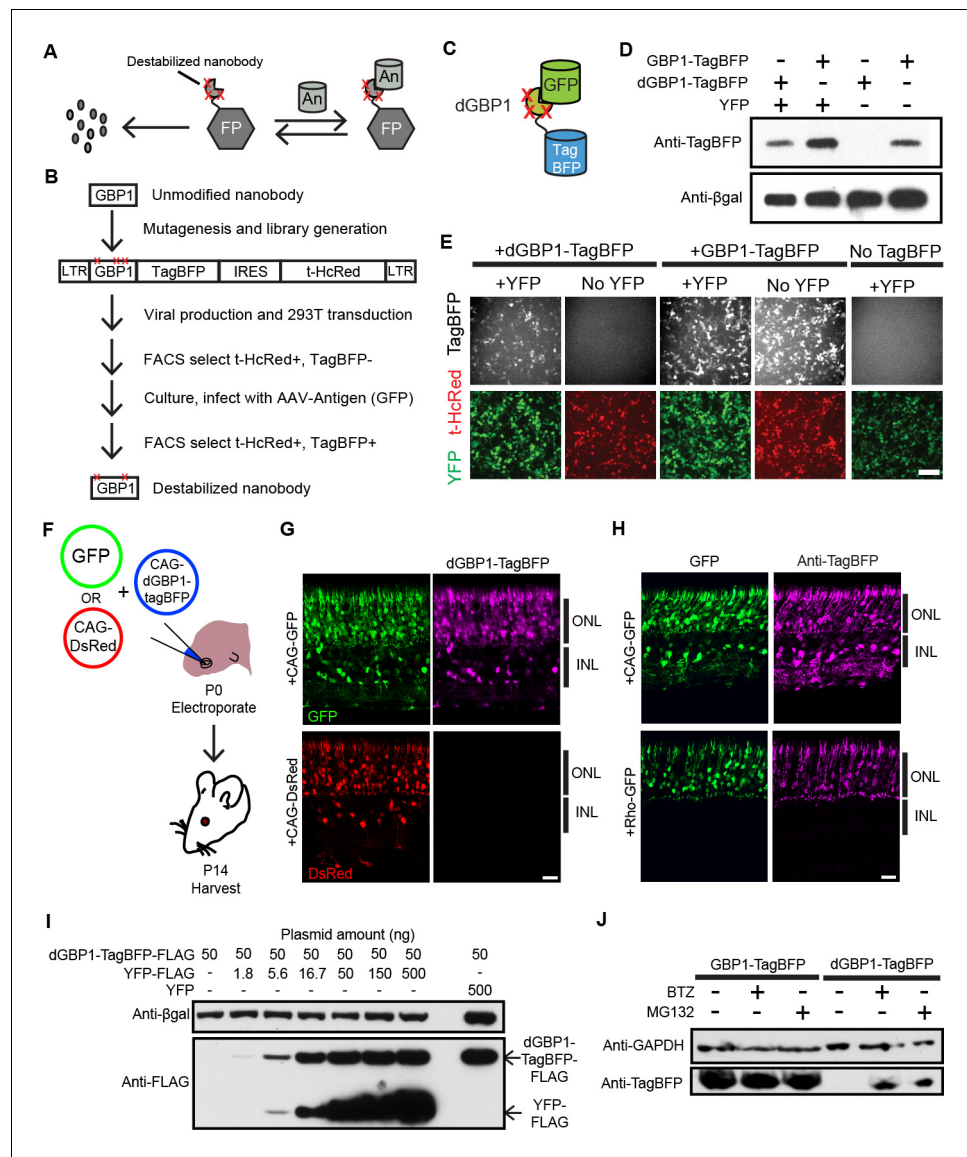 A
Destabilized nanobody
An
An
FP
FP
B
GBP1
Unmodified nanobody
Mutagenesis and library generation
LTR GBP1 TagBFP IRES t-HcRed LTR
Viral production and 293T transduction
FACS select t-HcRed+, TagBFP-
Culture, infect with AAV-Antigen (GFP)
FACS select t-HcRed+, TagBFP+
GBP1
Destabilized nanobody
C
dGBP1
GFP
Tag
BFP
D
GBP1-TagBFP - + - +
dGBP1-TagBFP + - + -
YFP + + - -
Anti-TagBFP
Anti-βgal
E
+dGBP1-TagBFP +GBP1-TagBFP No TagBFP
+YFP No YFP +YFP No YFP +YFP
TagBFP
YFP t-HcRed
F
GFP
OR
CAG-
DsRed
+
CAG-
dGBP1-
tagBFP
P0
Electroporate
P14
Harvest
G
dGBP1-TagBFP
+CAG-GFP
GFP
ONL
INL
+CAG-DsRed
DsRed
ONL
INL
H
GFP Anti-TagBFP
+CAG-GFP
ONL
INL
+Rho-GFP
ONL
INL
I
Plasmid amount (ng)
dGBP1-TagBFP-FLAG 50 50 50 50 50 50 50 50
YFP-FLAG - 1.8 5.6 16.7 50 150 500 -
YFP - - - - - - - 500
Anti-βgal
Anti-FLAG
dGBP1-
TagBFP-
FLAG
YFP-
FLAG
J
GBP1-TagBFP dGBP1-TagBFP
BTZ - + - - + -
MG132 - - + - - +
Anti-GAPDH
Anti-TagBFP